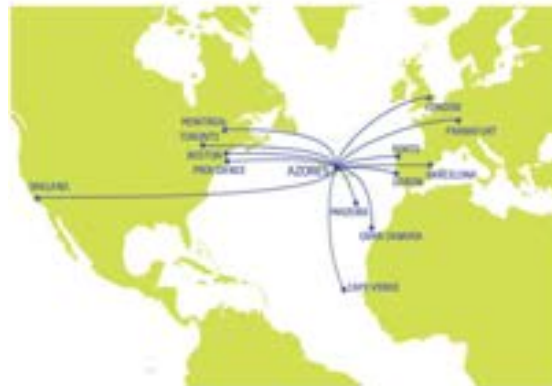 MONTREAL
TORONTO
BOSTON
PROVIDENCE
OAKLAND
AZORES
LONDON
FRANKFURT
PORTO
LISBON
BARCELONA
MADEIRA
GRAN CANARIA
CAPE VERDE